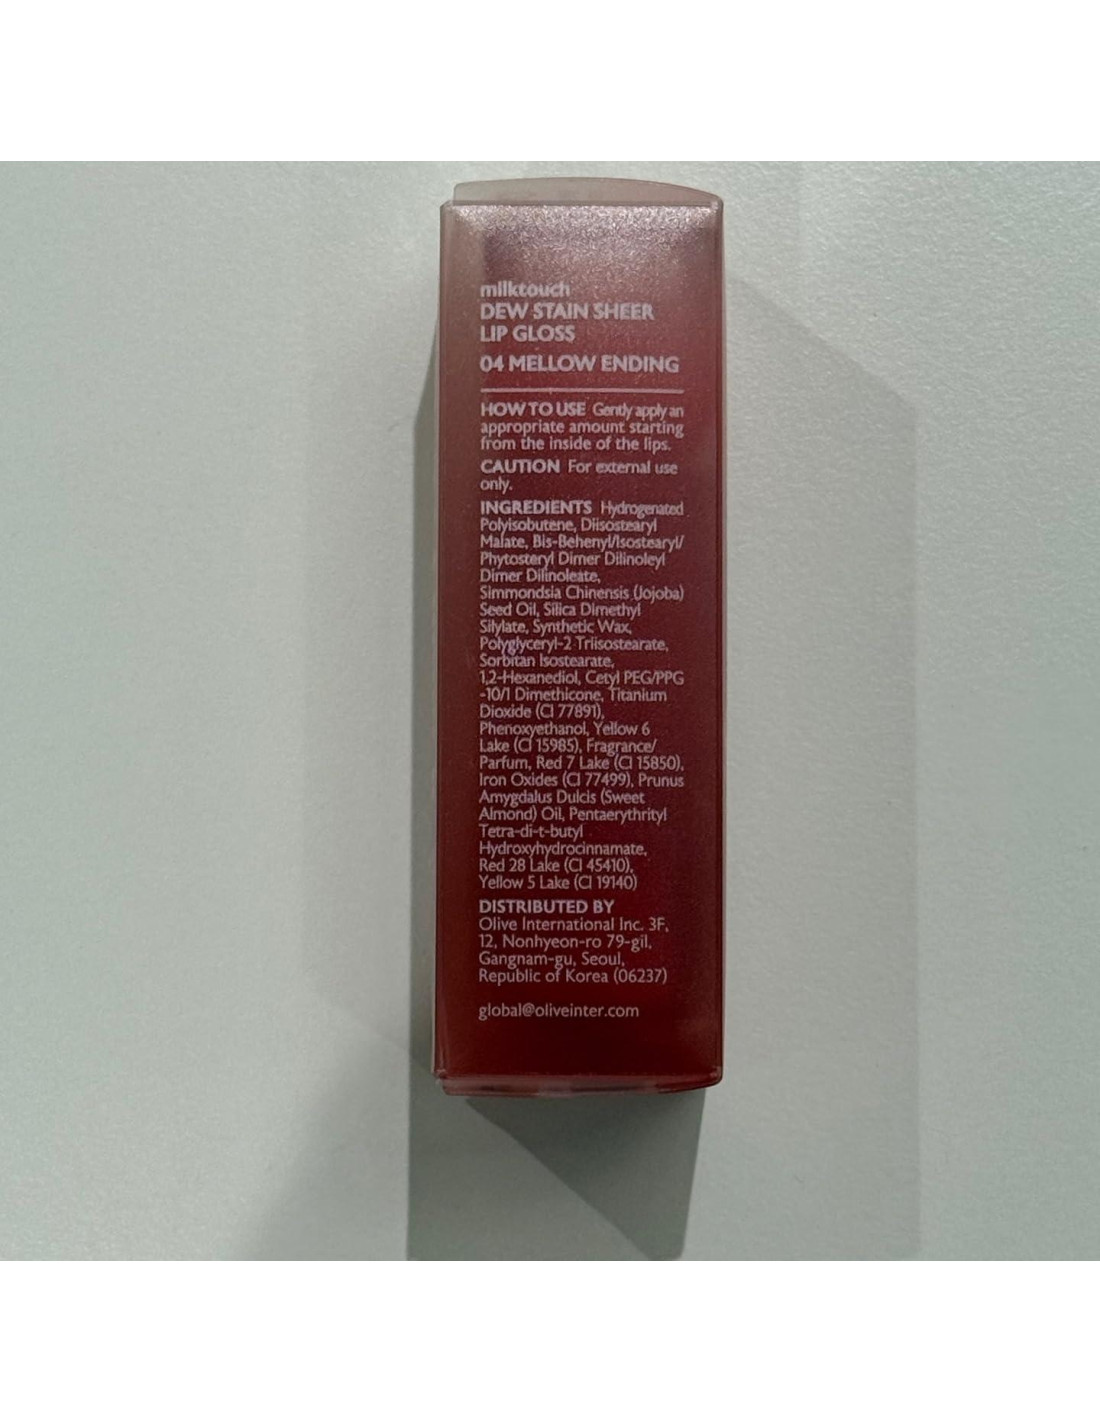 milktouch
DEW STAIN SHEER
LIP GLOSS
04 MELLOW ENDING
HOW TO USE Gently apply an
appropriate amount starting
from the inside of the lips.
CAUTION For external use
only.
INGREDIENTS Hydrogenated
Polyisobutene, Diisostearyl
Malate, Bis-Behenyl/Isostearyl/
Phytosteryl Dimer Dilinoleyl
Dimer Dilinoleate,
Simmondsia Chinensis (Jojoba)
Seed Oil, Silica Dimethyl
Silylate, Synthetic Wax,
Polyglyceryl-2 Triisostearate,
Sorbitan Isostearate,
1,2-Hexanediol, Cetyl PEG/PPG
-10/1 Dimethicone, Titanium
Dioxide (CI 77891),
Phenoxyethanol, Yellow 6
Lake (CI 15985), Fragrance/
Parfum, Red 7 Lake (CI 15850),
Iron Oxides (CI 77499), Prunus
Amygdalus Dulcis (Sweet
Almond) Oil, Pentaerythrityl
Tetra-di-t-butyl
Hydroxyhydrocinnamate,
Red 28 Lake (CI 45410),
Yellow 5 Lake (CI 19140)
DISTRIBUTED BY
Olive International Inc. 3F,
12, Nonhyeon-ro 79-gil,
Gangnam-gu, Seoul,
Republic of Korea (06237)
global@oliveinter.com